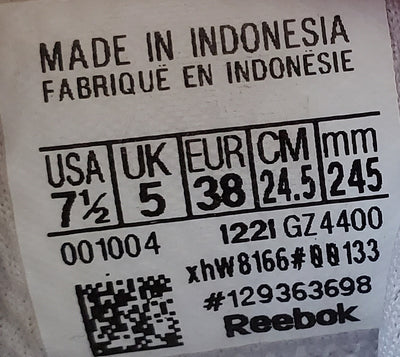 MADE IN INDONESIA
FABRIQUÉ EN INDONÉSIE
USA UK EUR CM mm
7½ 5 38 24.5 245
001004 1221 GZ4400
xhW8166#00133
#129363698
Reebok